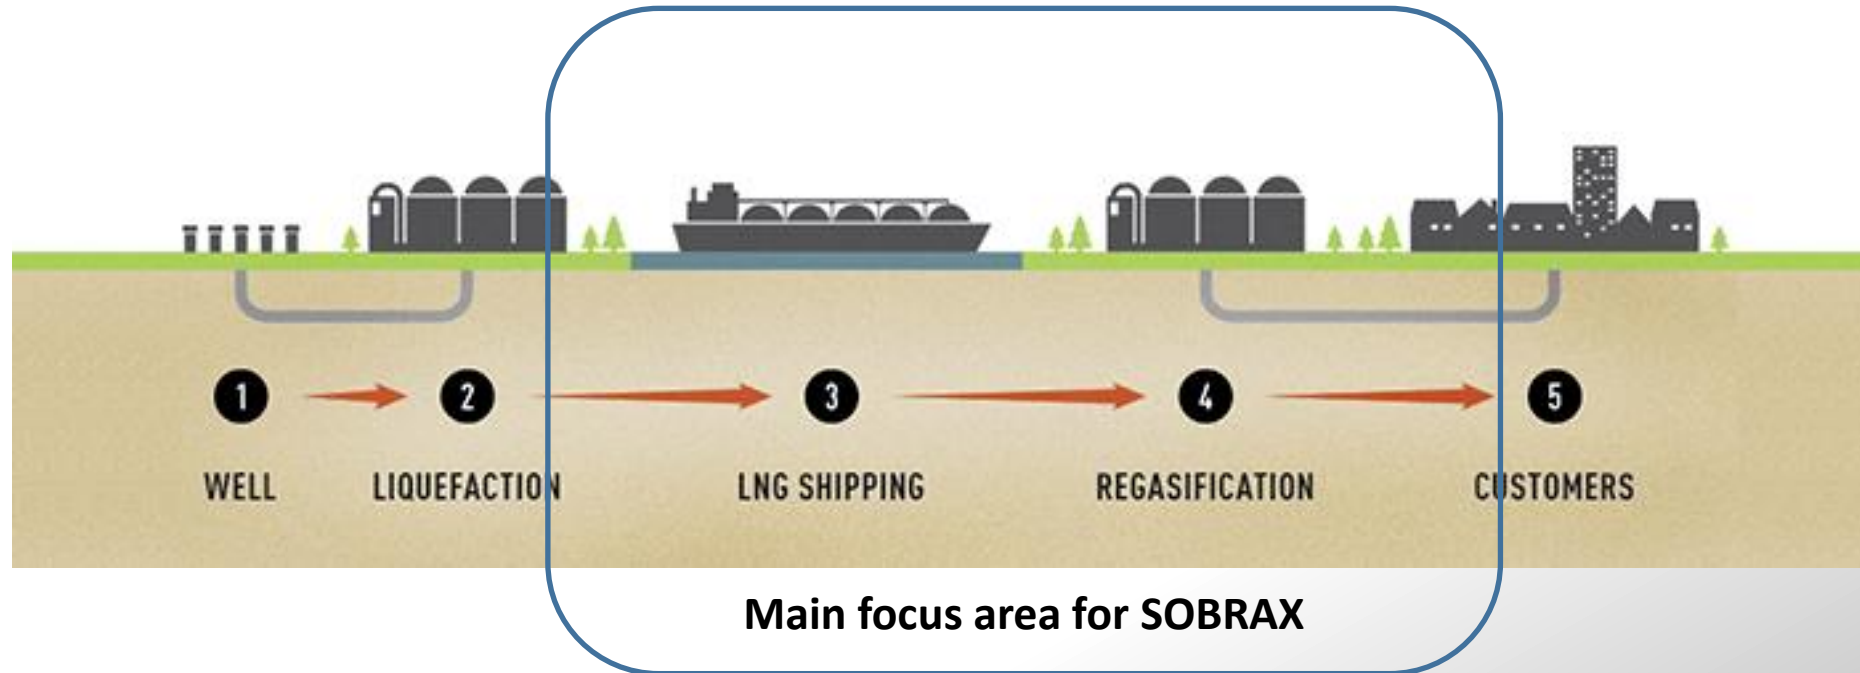 1
2
3
4
5
WELL
LIQUEFACTION
LNG SHIPPING
REGASIFICATION
CUSTOMERS
Main focus area for SOBRAX